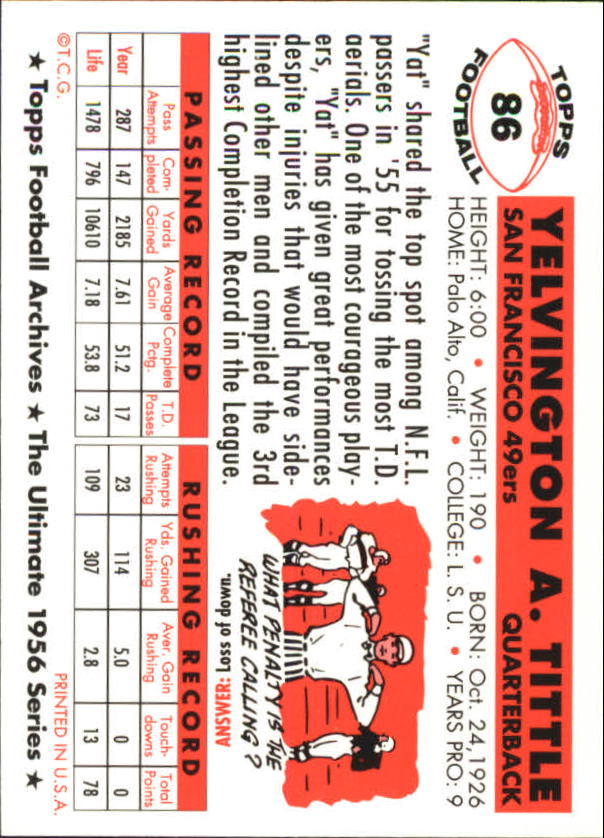 TOPPS
86
FOOTBALL
YELVINGTON A. TITTLE
SAN FRANCISCO 49ers QUARTERBACK
HEIGHT: 6:00 • WEIGHT: 190 • BORN: Oct. 24, 1926
HOME: Palo Alto, Calif. • COLLEGE: L. S. U. • YEARS PRO: 9
"Yat" shared the top spot among N.F.L.
passers in '55 for tossing the most T.D.
aerials. One of the most courageous play-
ers, "Yat" has given great performances
despite injuries that would have side-
lined other men and compiled the 3rd
highest Completion Record in the League.
WHAT PENALTY IS THE
REFEREE CALLING?
ANSWER: Loss of down.
PASSING RECORD
Pass Attempts Com-pleted Yards Gained Average Gain Complete Pctg. T.D. Passes
Year 287 147 2185 7.61 51.2 17
Life 1478 796 10610 7.18 53.8 73
RUSHING RECORD
Attempts Rushing Yds. Gained Rushing Aver. Gain Rushing Touch-downs Total Points
23 114 5.0 0 0
109 307 2.8 13 78
©T.C.G. PRINTED IN U.S.A.
★ Topps Football Archives ★ The Ultimate 1956 Series ★